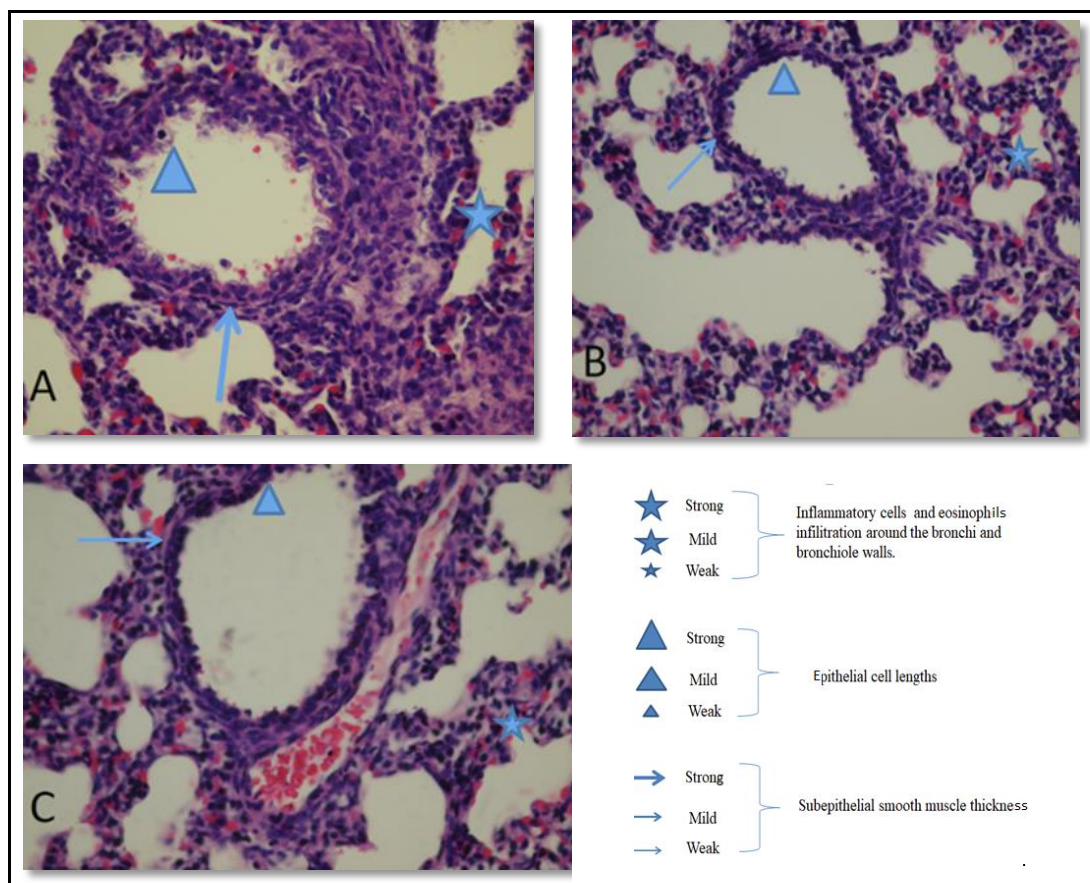 A
B
C
Strong
Mild
Weak
Inflammatory cells and eosinophils
infiltration around the bronchi and
bronchiole walls.
Strong
Mild
Weak
Epithelial cell lengths
Strong
Mild
Weak
Subepithelial smooth muscle thickness
.